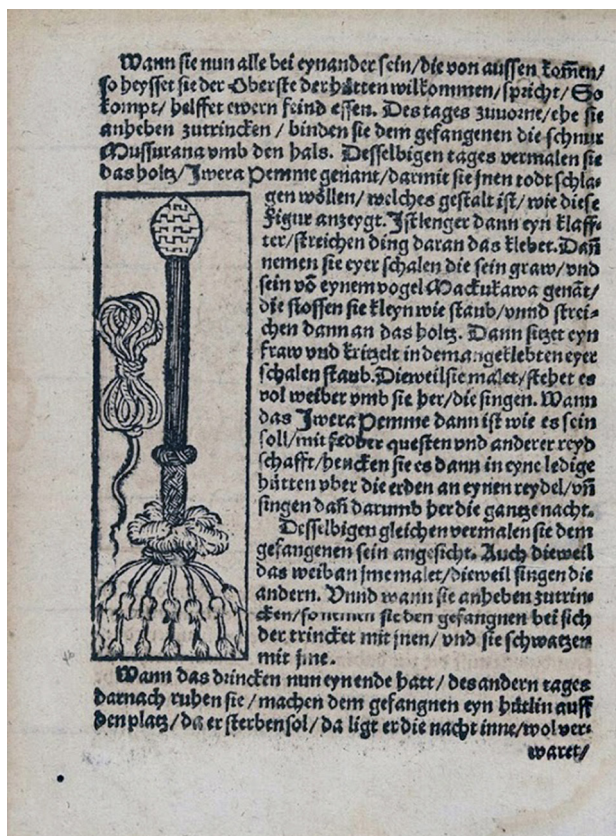 Wann sie nun alle bei eynander sein/die von aussen kom̄en/
so heysset sie der Oberste der hütten wilkommen/spricht/So
kompt/helffet ewern feind essen. Des tages zuuorne/ehe sie
anheben zutrincken/binden sie dem gefangenen die schnur
Mussurana vmb den hals. Desselbigen tages vermalen sie
das holtz/Jwera Pemme genant/darmit sie jnen todt schla-
gen wöllen/welches gestalt ist/wie diese
Figur anzeygt. Ist lenger dann eyn klaff-
ter/streichen ding daran das klebet. Dañ
nemen sie eyer schalen die sein graw/vnd
sein võ eynem vogel Mackukawa genāt/
die stossen sie kleyn wie staub/vnnd strei-
chen dann an das holtz. Dann sitzet eyn
Fraw vnd kritzelt in dem angeklebten eyer
schalen staub. Dieweil sie malet/stehet es
vol weiber vmb sie her/die singen. Wann
das Jwera Pemme dann ist wie es sein
soll/mit fedder questen vnd anderer reyd
schafft/hencken sie es dann in eyne ledige
hütten vber die erden an eynen reydel/vñ
singen dañ darumb her die gantze nacht.
Desselbigen gleichen vermalen sie dem
gefangenen sein angesicht. Auch dieweil
das weib an jme malet/dieweil singen die
andern. Vnnd wann sie anheben zutrin-
cken/so nemen sie den gefangnen bei sich
der trincket mit jnen/vnd sie schwatzen
mit jme.
Wann das drincken nun eyn ende hatt/des andern tages
darnach ruhen sie/machen dem gefangnen eyn hütlin auff
den platz/da er sterben sol/da ligt er die nacht inne/wol ver-
waret/